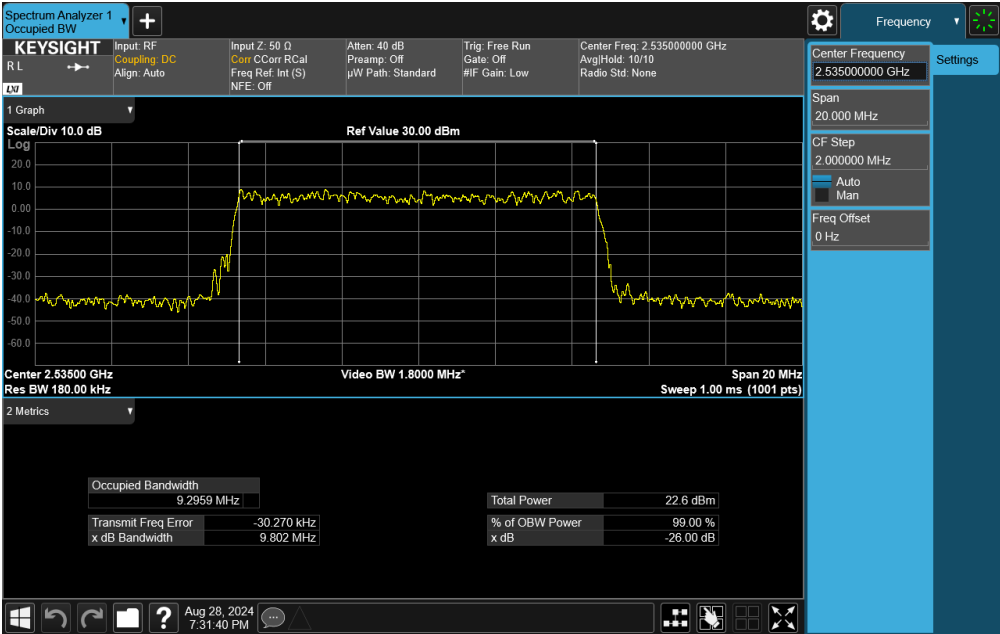 Spectrum Analyzer 1
Occupied BW
Frequency
KEYSIGHT
R L
LXI
Input: RF
Coupling: DC
Align: Auto
Input Z: 50 Ω
Corr CCorr RCal
Freq Ref: Int (S)
NFE: Off
Atten: 40 dB
Preamp: Off
µW Path: Standard
Trig: Free Run
Gate: Off
#IF Gain: Low
Center Freq: 2.535000000 GHz
Avg|Hold: 10/10
Radio Std: None
Center Frequency
2.535000000 GHz
Settings
Span
20.000 MHz
CF Step
2.000000 MHz
Auto
Man
Freq Offset
0 Hz
1 Graph
Scale/Div 10.0 dB
Ref Value 30.00 dBm
Log
20.0
10.0
0.00
-10.0
-20.0
-30.0
-40.0
-50.0
-60.0
Center 2.53500 GHz
Video BW 1.8000 MHz*
Span 20 MHz
Res BW 180.00 kHz
Sweep 1.00 ms (1001 pts)
2 Metrics
Occupied Bandwidth
9.2959 MHz
Total Power 22.6 dBm
Transmit Freq Error -30.270 kHz
% of OBW Power 99.00 %
x dB Bandwidth 9.802 MHz
x dB -26.00 dB
Aug 28, 2024
7:31:40 PM